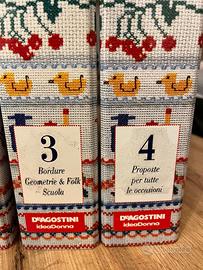 3
Bordure
Geometrie & Folk
Scuola
DEAGOSTINI
ideaDonna
4
Proposte
per tutte
le occasioni
DEAGOSTINI
ideaDonna